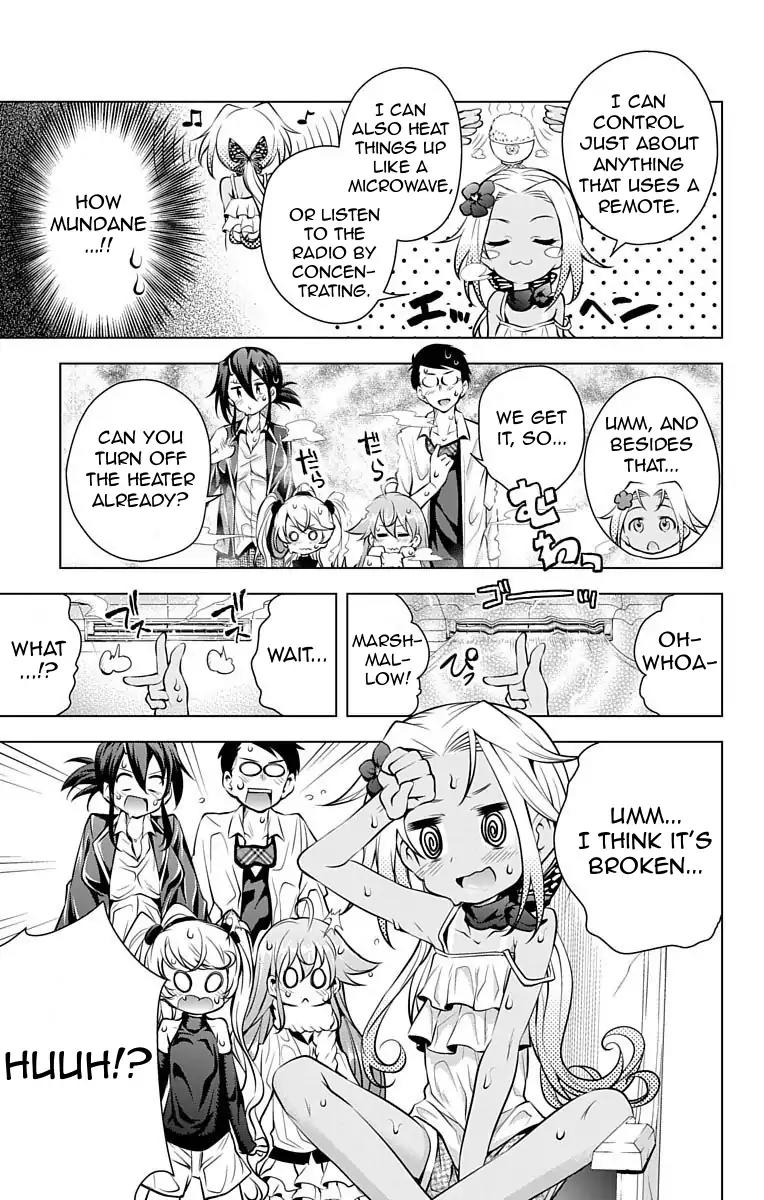 I CAN
CONTROL
JUST ABOUT
ANYTHING
THAT USES A
REMOTE.
I CAN
ALSO HEAT
THINGS UP
LIKE A
MICROWAVE,
OR LISTEN
TO THE
RADIO BY
CONCEN-
TRATING.
エッ
ヘン
HOW
MUNDANE
...!!
UMM, AND
BESIDES
THAT...
WE GET
IT, SO...
むわっ
だら
だら
CAN YOU
TURN OFF
THE HEATER
ALREADY?
OH-
WHOA-
ゴーーッ
MARSH-
MAL-
LOW!
ぴっ
WAIT...
WHAT
...!?
UMM...
I THINK IT'S
BROKEN...
HUUH!?